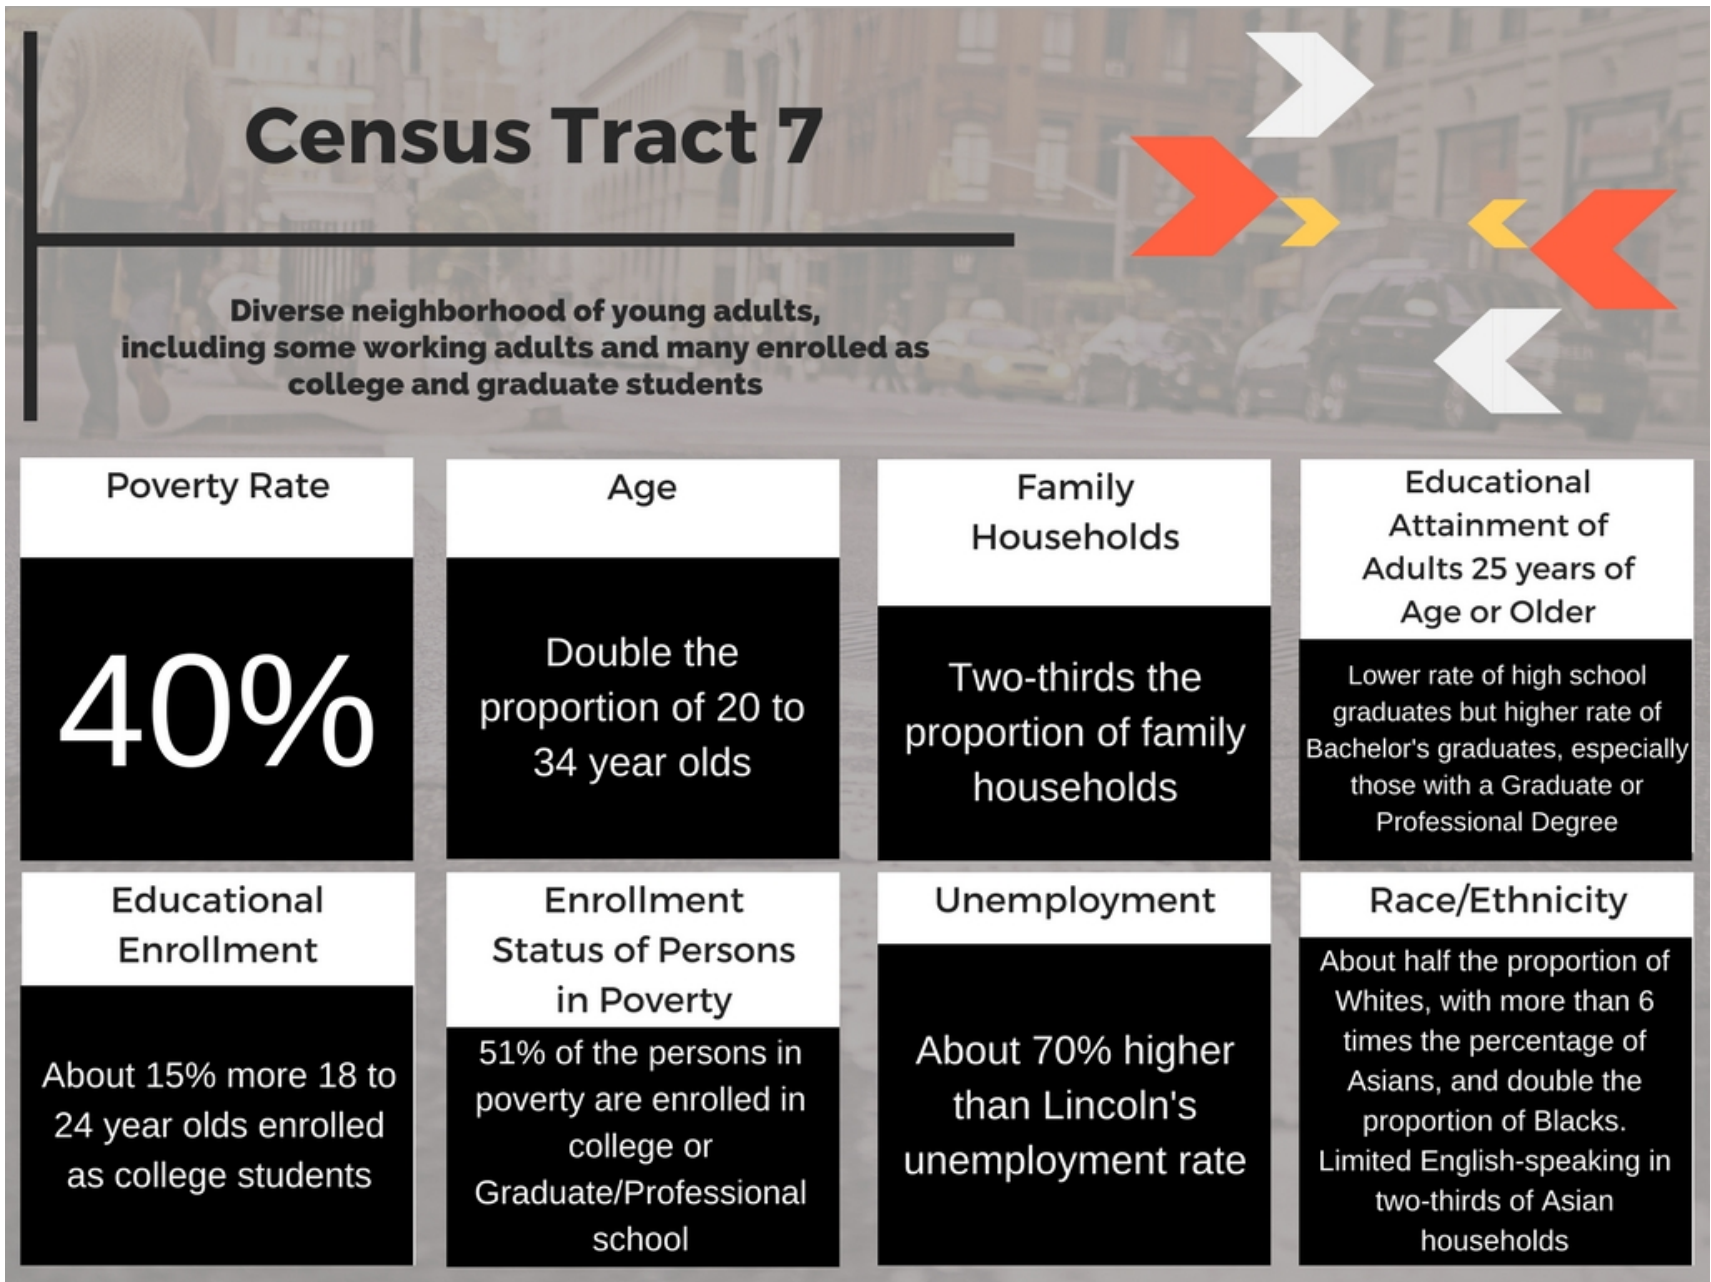 Census Tract 7
Diverse neighborhood of young adults,
including some working adults and many enrolled as
college and graduate students
Poverty Rate
40%
Age
Double the
proportion of 20 to
34 year olds
Family
Households
Two-thirds the
proportion of family
households
Educational
Attainment of
Adults 25 years of
Age or Older
Lower rate of high school
graduates but higher rate of
Bachelor's graduates, especially
those with a Graduate or
Professional Degree
Educational
Enrollment
About 15% more 18 to
24 year olds enrolled
as college students
Enrollment
Status of Persons
in Poverty
51% of the persons in
poverty are enrolled in
college or
Graduate/Professional
school
Unemployment
About 70% higher
than Lincoln's
unemployment rate
Race/Ethnicity
About half the proportion of
Whites, with more than 6
times the percentage of
Asians, and double the
proportion of Blacks.
Limited English-speaking in
two-thirds of Asian
households